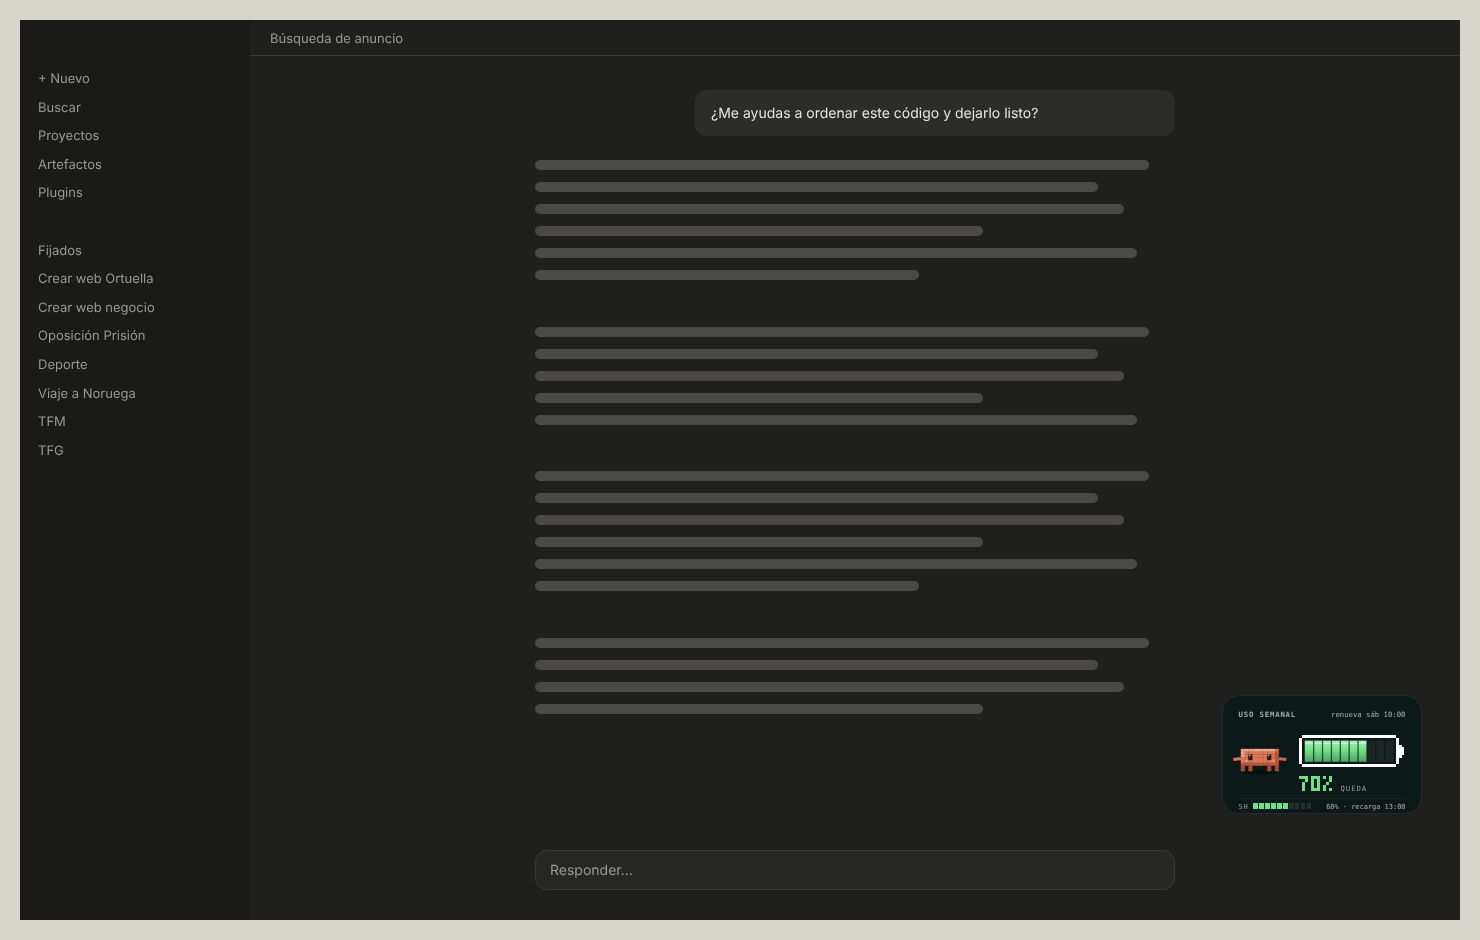 Búsqueda de anuncio
+ Nuevo
Buscar
Proyectos
Artefactos
Plugins
Fijados
Crear web Ortuella
Crear web negocio
Oposición Prisión
Deporte
Viaje a Noruega
TFM
TFG
¿Me ayudas a ordenar este código y dejarlo listo?
USO SEMANAL renueva sáb 10:00
70% QUEDA
5H 60% · recarga 13:00
Responder...